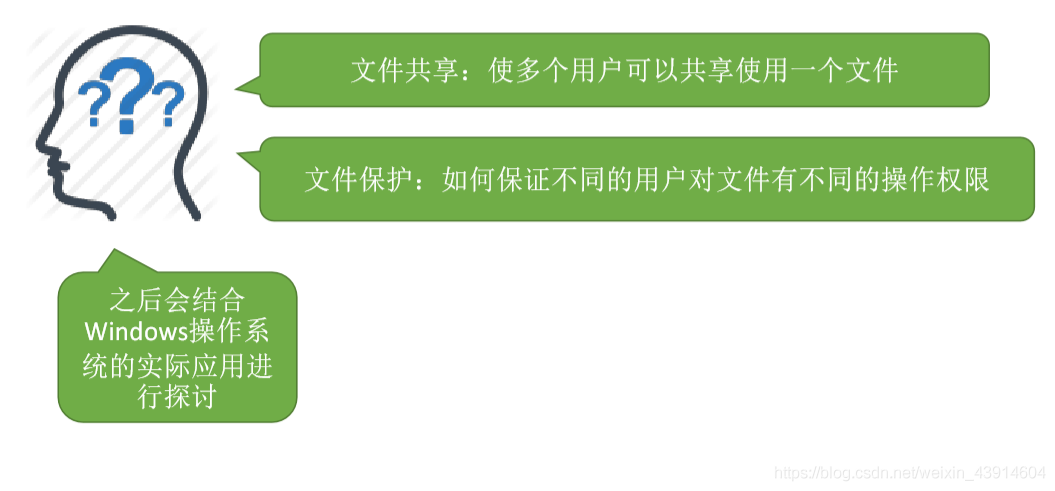 ???
文件共享：使多个用户可以共享使用一个文件
文件保护：如何保证不同的用户对文件有不同的操作权限
之后会结合
Windows操作系
统的实际应用进
行探讨
https://blog.csdn.net/weixin_43914604